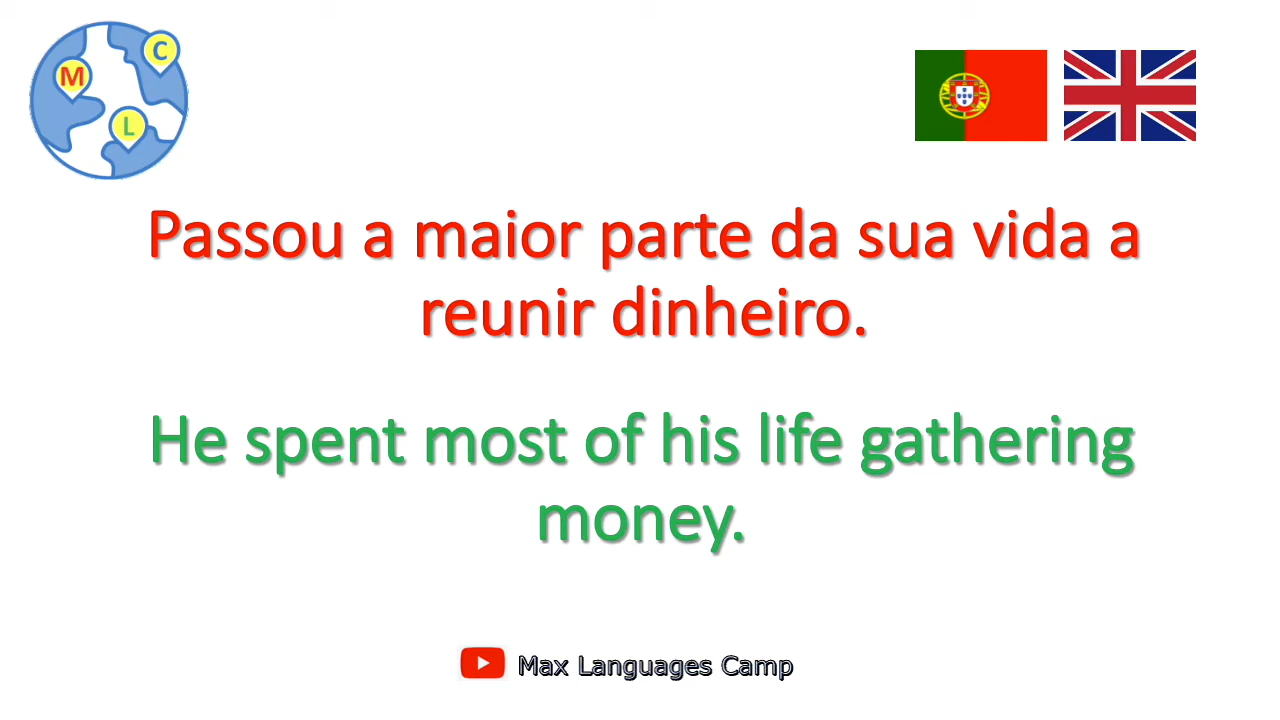 M
C
L
Passou a maior parte da sua vida a
reunir dinheiro.
He spent most of his life gathering
money.
Max Languages Camp